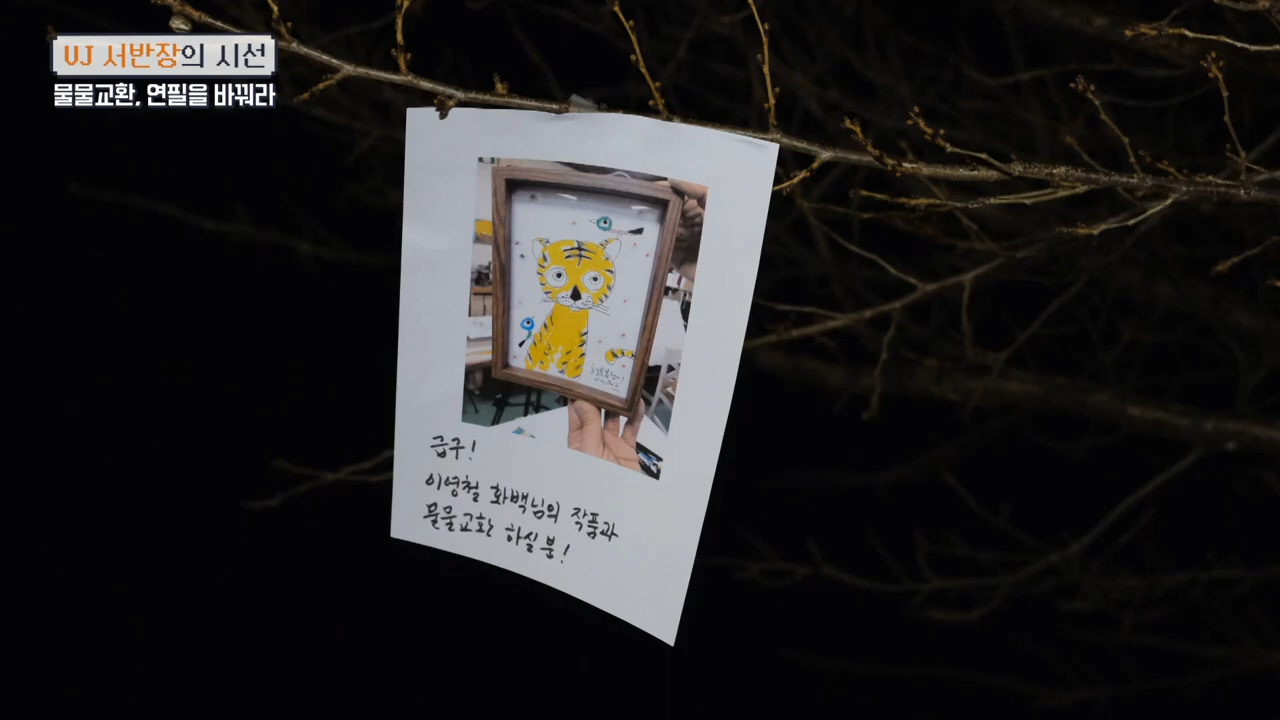 VJ 서반장의 시선
물물교환, 연필을 바꿔라
급구!
이영철 화백님의 작품과
물물교환 하실 분!